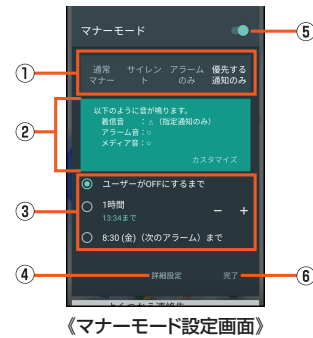 マナーモード
⑤
①
通常 サイレン アラーム 優先する
マナー ト のみ 通知のみ
②
以下のように音が鳴ります。
着信音 ：△（指定通知のみ）
アラーム音：○
メディア音：○
カスタマイズ
③
ユーザーがOFFにするまで
1時間
13:34まで
− +
8:30 (金)（次のアラーム）まで
④
詳細設定 完了
⑥
《マナーモード設定画面》